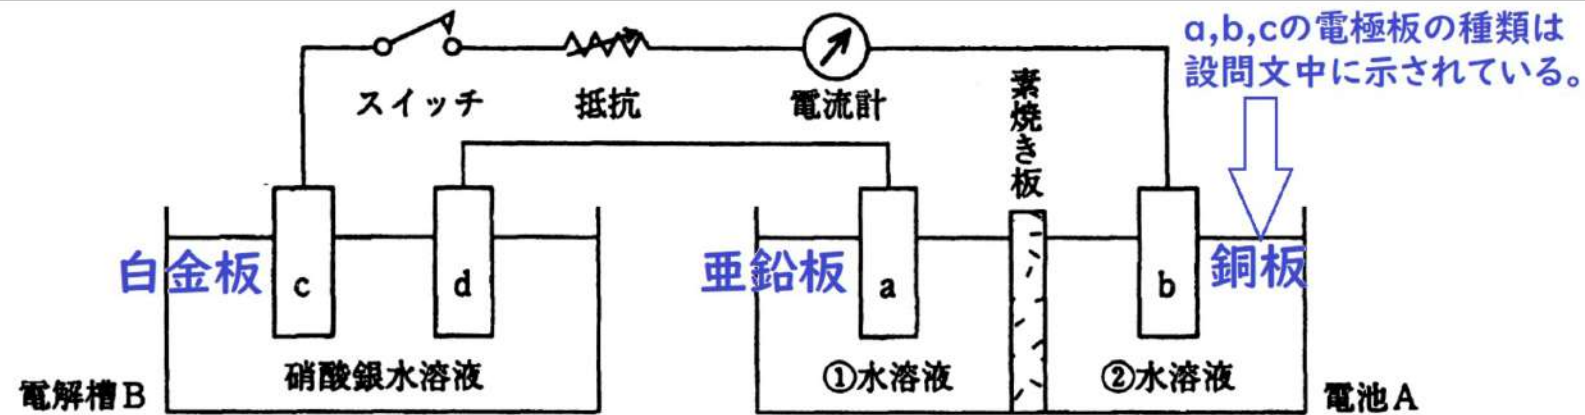 a,b,cの電極板の種類は
設問文中に示されている。
スイッチ
抵抗
電流計
素焼き板
白金板
c
d
亜鉛板
a
b
銅板
硝酸銀水溶液
①水溶液
②水溶液
電解槽B
電池A